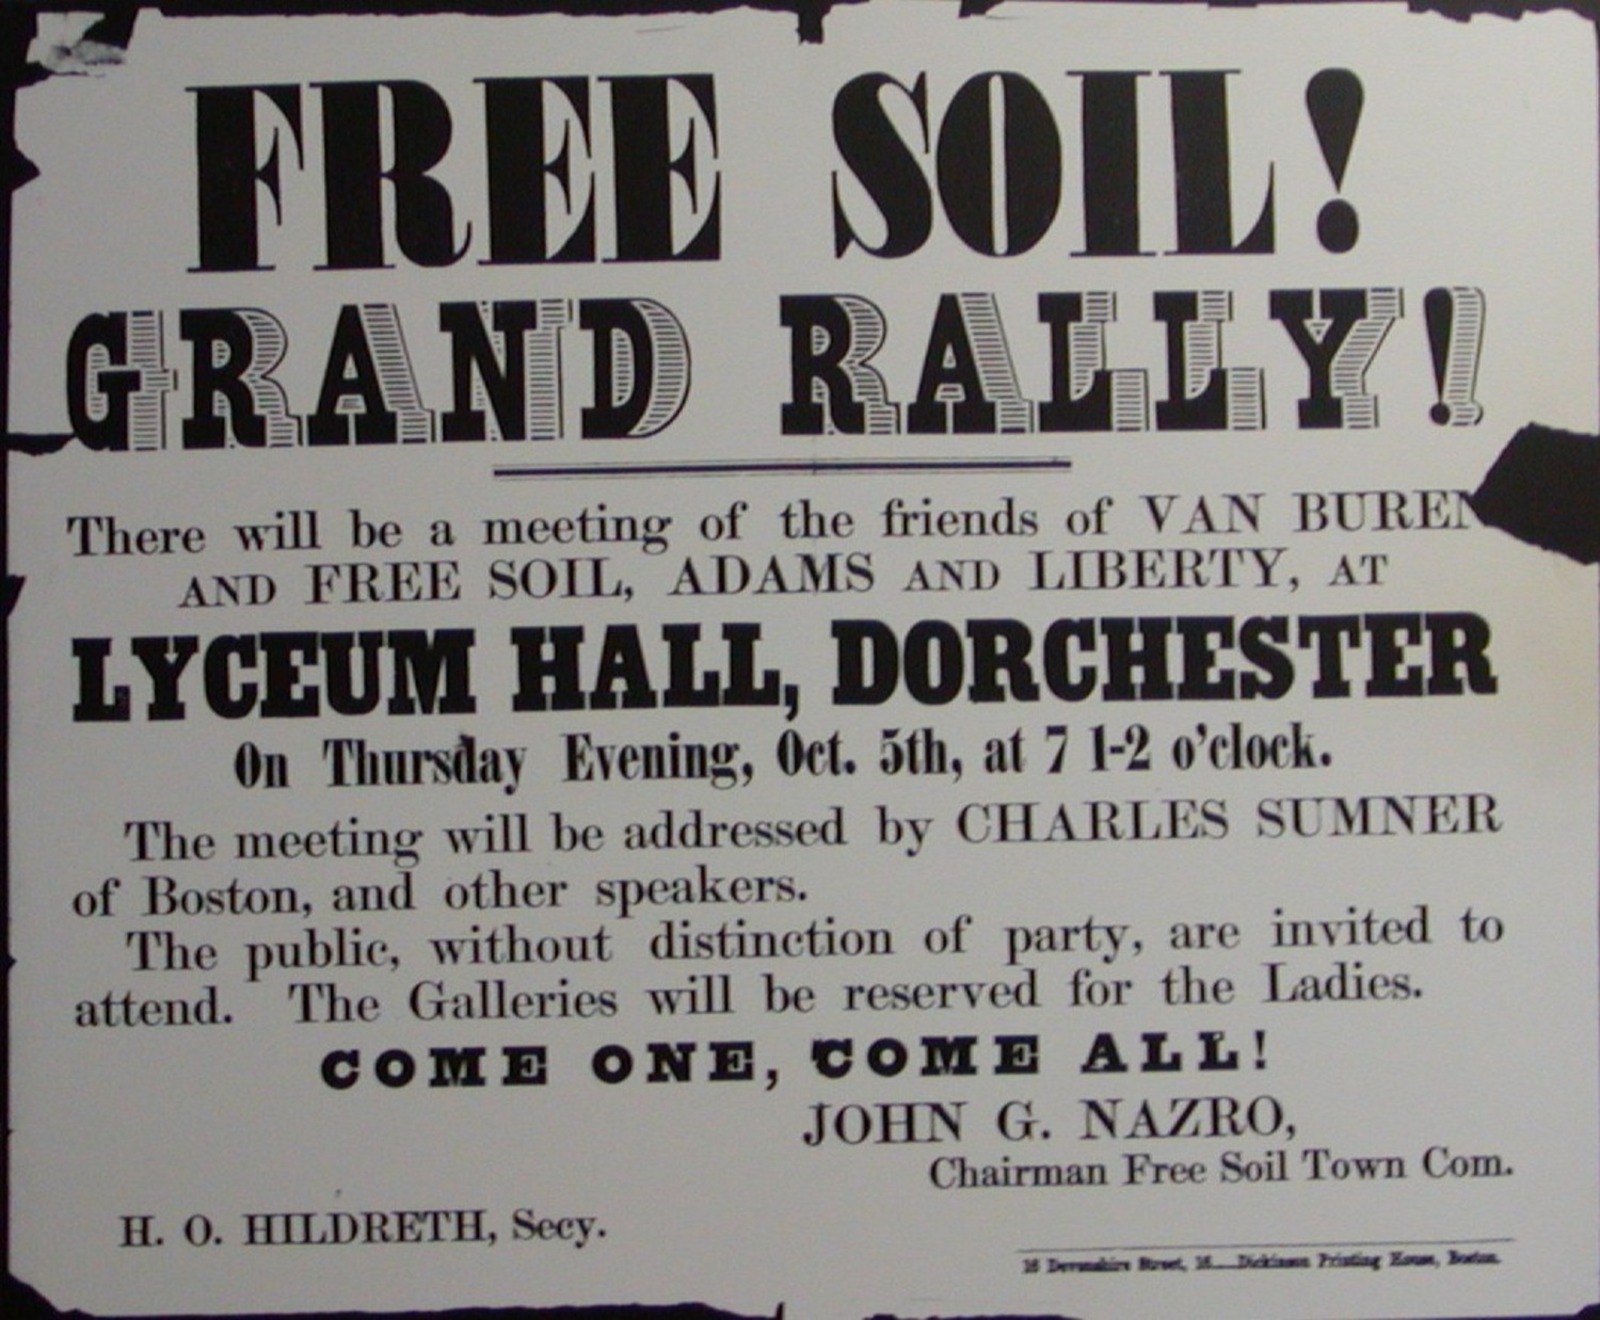 FREE SOIL!
GRAND RALLY!
There will be a meeting of the friends of VAN BUREN
AND FREE SOIL, ADAMS AND LIBERTY, AT
LYCEUM HALL, DORCHESTER
On Thursday Evening, Oct. 5th, at 7 1-2 o'clock.
The meeting will be addressed by CHARLES SUMNER
of Boston, and other speakers.
The public, without distinction of party, are invited to
attend. The Galleries will be reserved for the Ladies.
COME ONE, COME ALL!
JOHN G. NAZRO,
Chairman Free Soil Town Com.
H. O. HILDRETH, Secy.
16 Devonshire Street, 16......Dickinson Printing House, Boston.